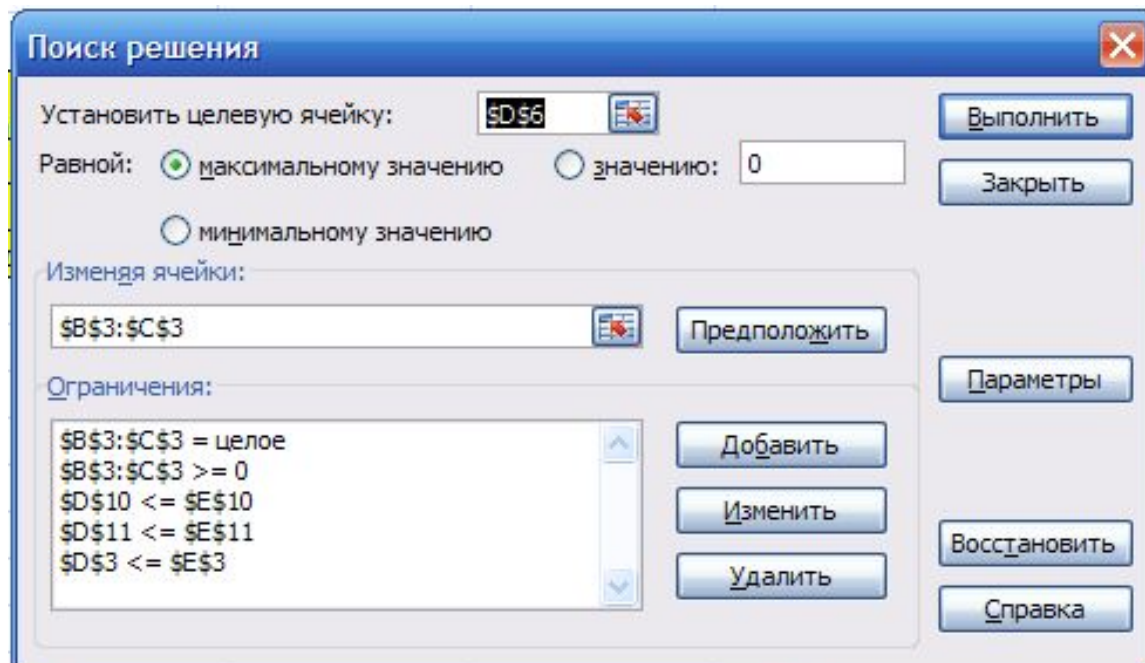 Поиск решения
Установить целевую ячейку: $D$6
Выполнить
Равной: максимальному значению значению: 0
Закрыть
минимальному значению
Изменяя ячейки:
$B$3:$C$3
Предположить
Параметры
Ограничения:
$B$3:$C$3 = целое
$B$3:$C$3 >= 0
$D$10 <= $E$10
$D$11 <= $E$11
$D$3 <= $E$3
Добавить
Изменить
Удалить
Восстановить
Справка